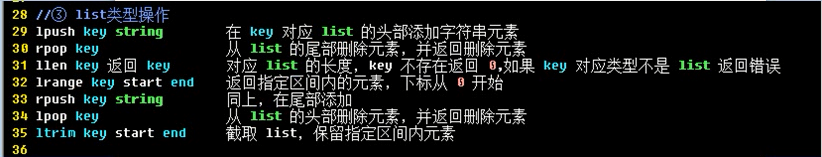 28 //③ list类型操作
29 lpush key string 在 key 对应 list 的头部添加字符串元素
30 rpop key 从 list 的尾部删除元素，并返回删除元素
31 llen key 返回 key 对应 list 的长度，key 不存在返回 0,如果 key 对应类型不是 list 返回错误
32 lrange key start end 返回指定区间内的元素，下标从 0 开始
33 rpush key string 同上，在尾部添加
34 lpop key 从 list 的头部删除元素，并返回删除元素
35 ltrim key start end 截取 list，保留指定区间内元素
36